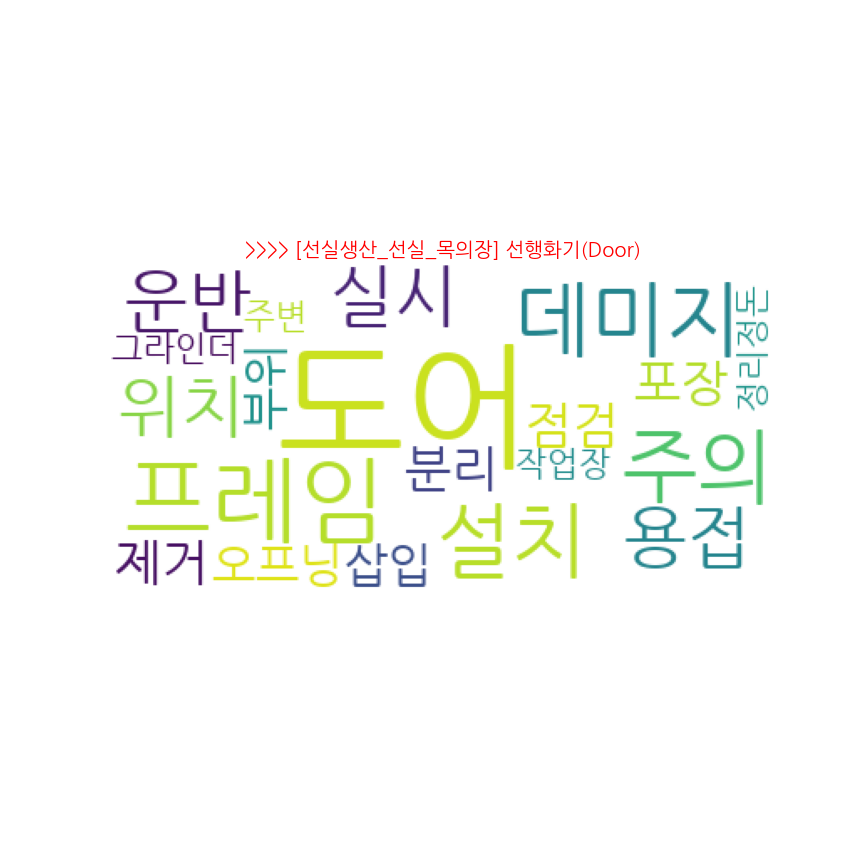 >>>> [선실생산_선실_목의장] 선행화기(Door)
운반
주변
실시
데미지
정리정돈
그라인더
위치
부위
도어
점검
포장
프레임
분리
작업장
주의
제거
오프닝
삽입
설치
용접